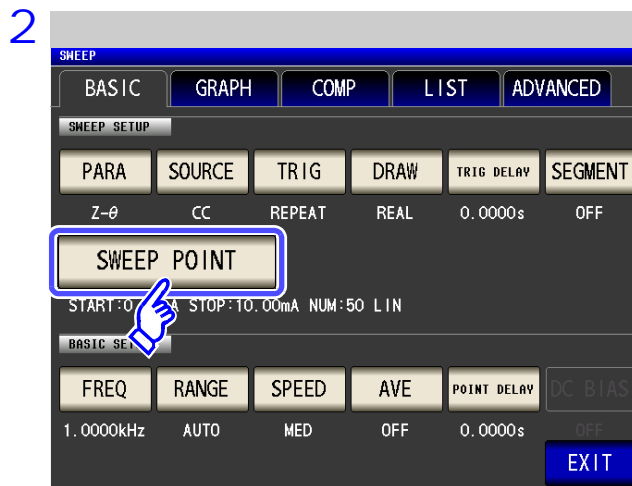 2
SWEEP
BASIC GRAPH COMP LIST ADVANCED
SWEEP SETUP
PARA SOURCE TRIG DRAW TRIG DELAY SEGMENT
Z-θ CC REPEAT REAL 0.0000s OFF
SWEEP POINT
START:0. A STOP:10.00mA NUM:50 LIN
BASIC SE
FREQ RANGE SPEED AVE POINT DELAY DC BIAS
1.0000kHz AUTO MED OFF 0.0000s OFF
EXIT